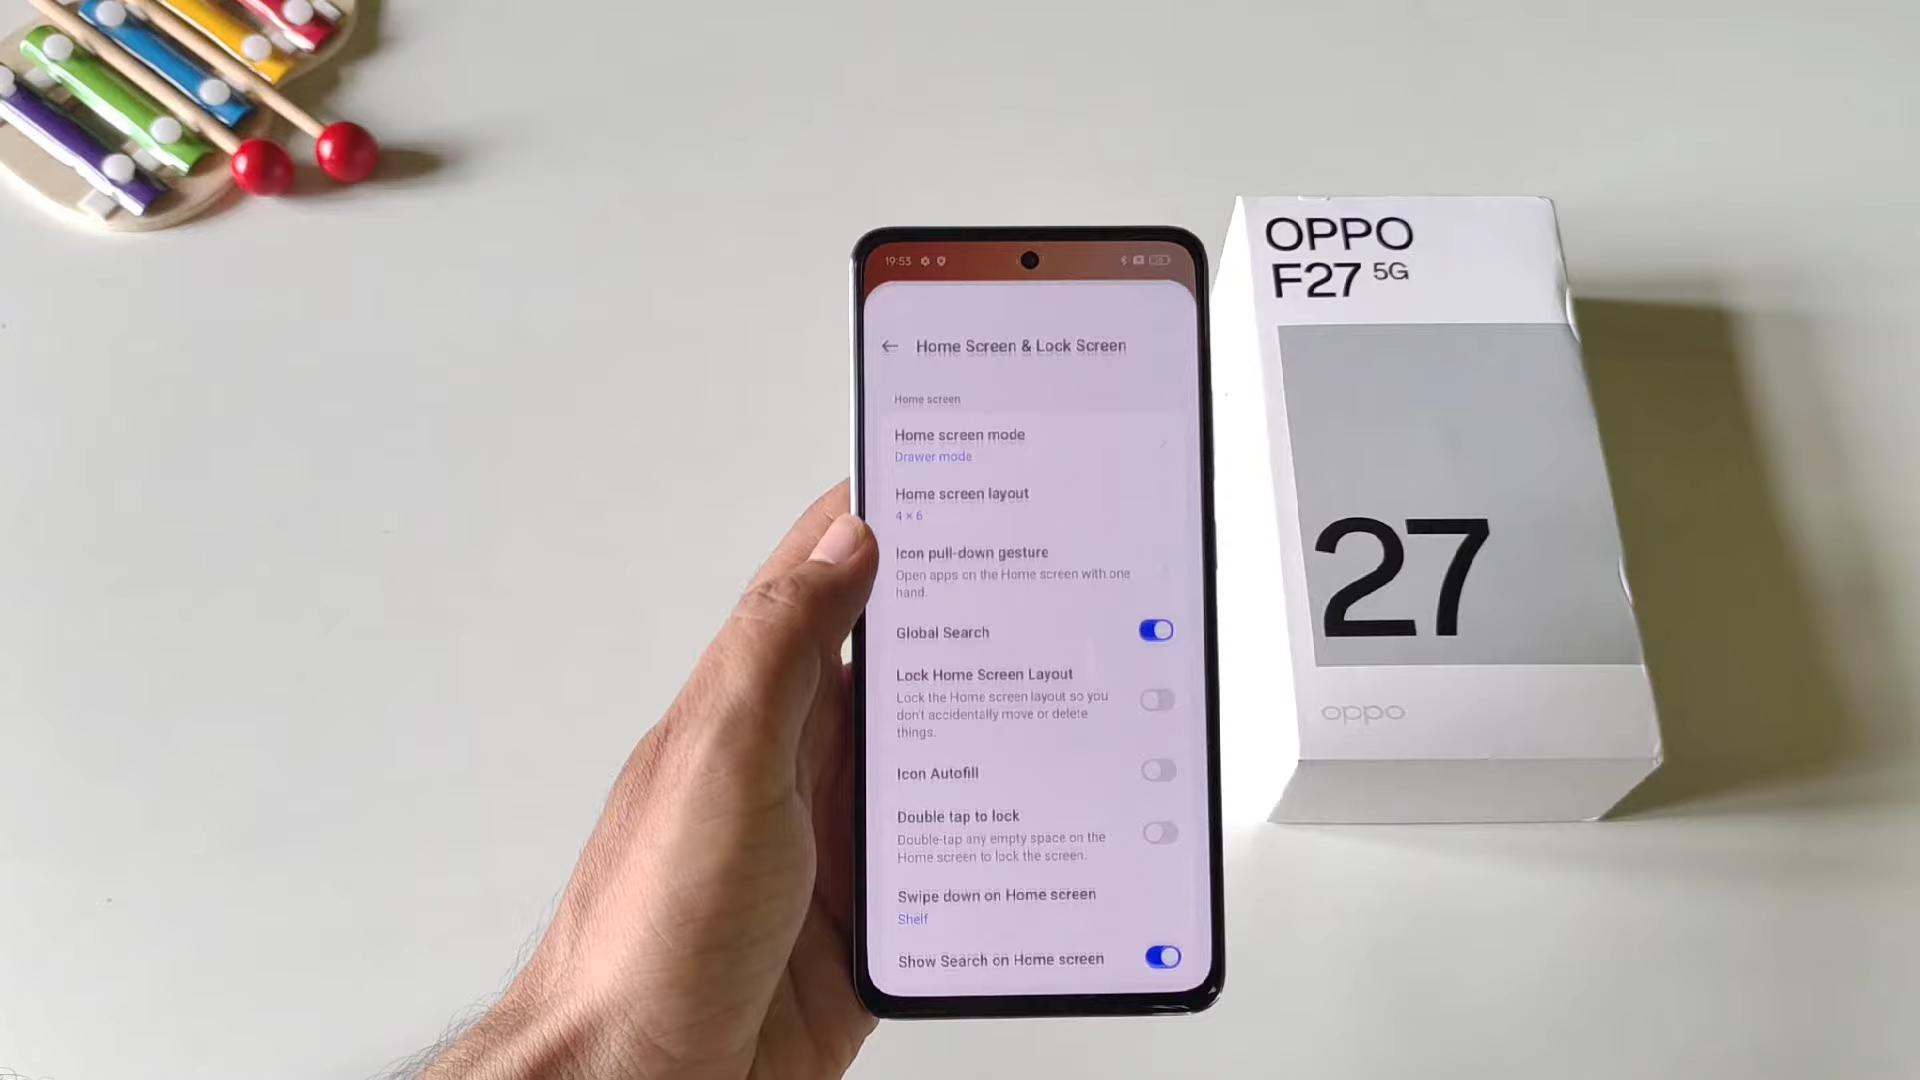 19:53
Home Screen & Lock Screen
Home screen
Home screen mode
Drawer mode
Home screen layout
4 × 6
Icon pull-down gesture
Open apps on the Home screen with one
hand.
Global Search
Lock Home Screen Layout
Lock the Home screen layout so you
don't accidentally move or delete
things.
Icon Autofill
Double tap to lock
Double-tap any empty space on the
Home screen to lock the screen.
Swipe down on Home screen
Shelf
Show Search on Home screen
OPPO
F27 5G
27
oppo